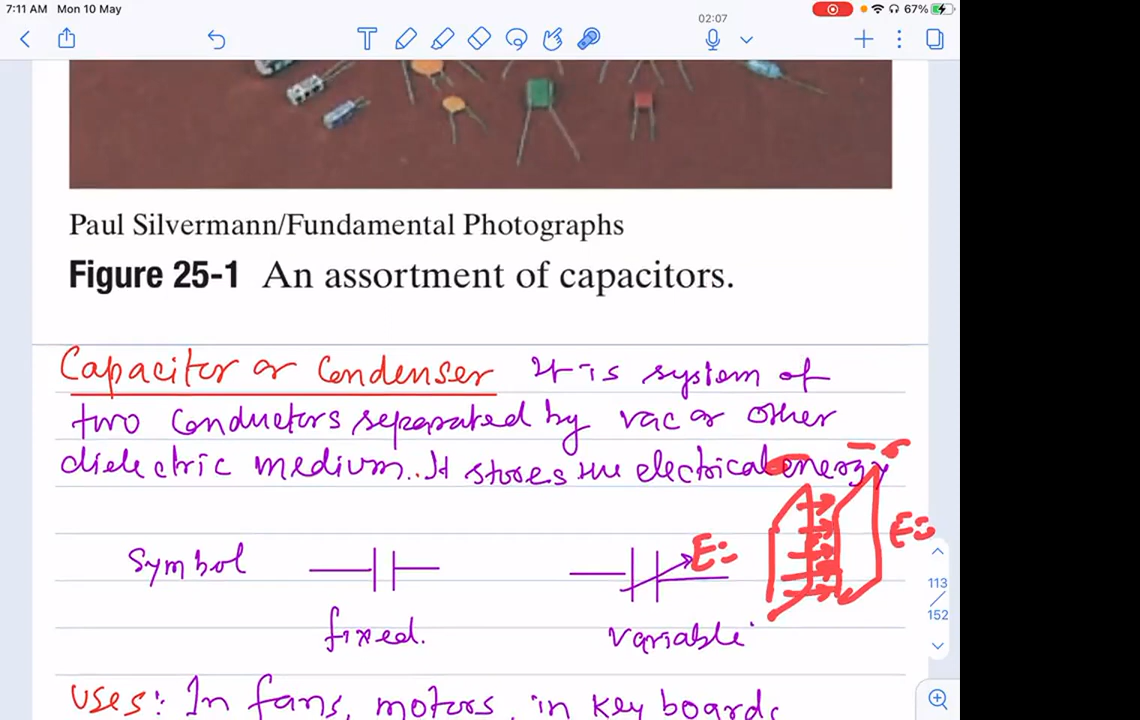 7:11 AM Mon 10 May
67%
02:07
Paul Silvermann/Fundamental Photographs
Figure 25-1 An assortment of capacitors.
Capacitor or Condenser It is system of
two conductors separated by vac or other
dielectric medium.. It stores the electrical energy
Symbol
E=
E=
fixed.
variable
113
152
Uses: In fans, motors, in key boards